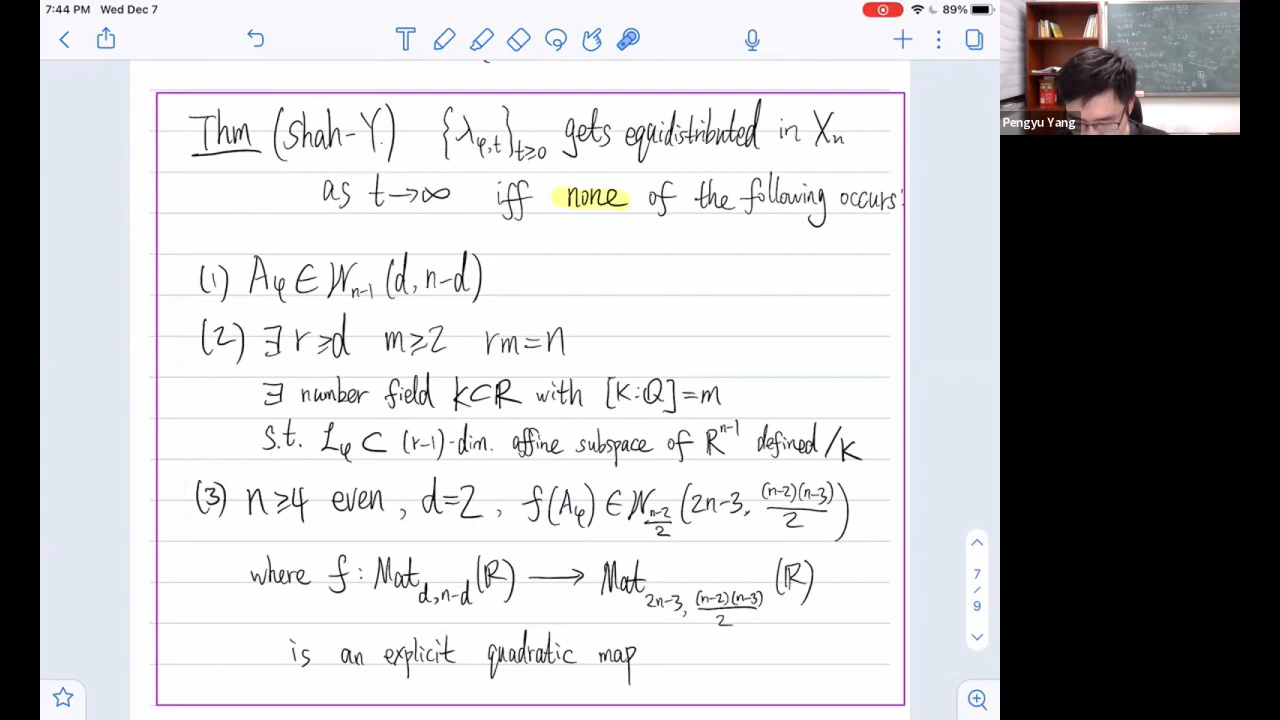 7:44 PM Wed Dec 7
89%
Pengyu Yang
Thm (Shah-Y.) {λ_{φ,t}}_{t≥0} gets equidistributed in X_n
as t→∞ iff none of the following occurs:
(1) A_φ ∈ W_{n-1} (d, n-d)
(2) ∃ r≥d m≥2 rm=n
∃ number field K⊂R with [K:Q]=m
s.t. L_φ ⊂ (r-1)-dim. affine subspace of R^{n-1} defined /K
(3) n≥4 even, d=2, f(A_φ) ∈ W_{\frac{n-2}{2}} (2n-3, \frac{(n-2)(n-3)}{2})
where f: Mat_{d,n-d}(R) → Mat_{2n-3, \frac{(n-2)(n-3)}{2}} (R)
is an explicit quadratic map
7
/
9